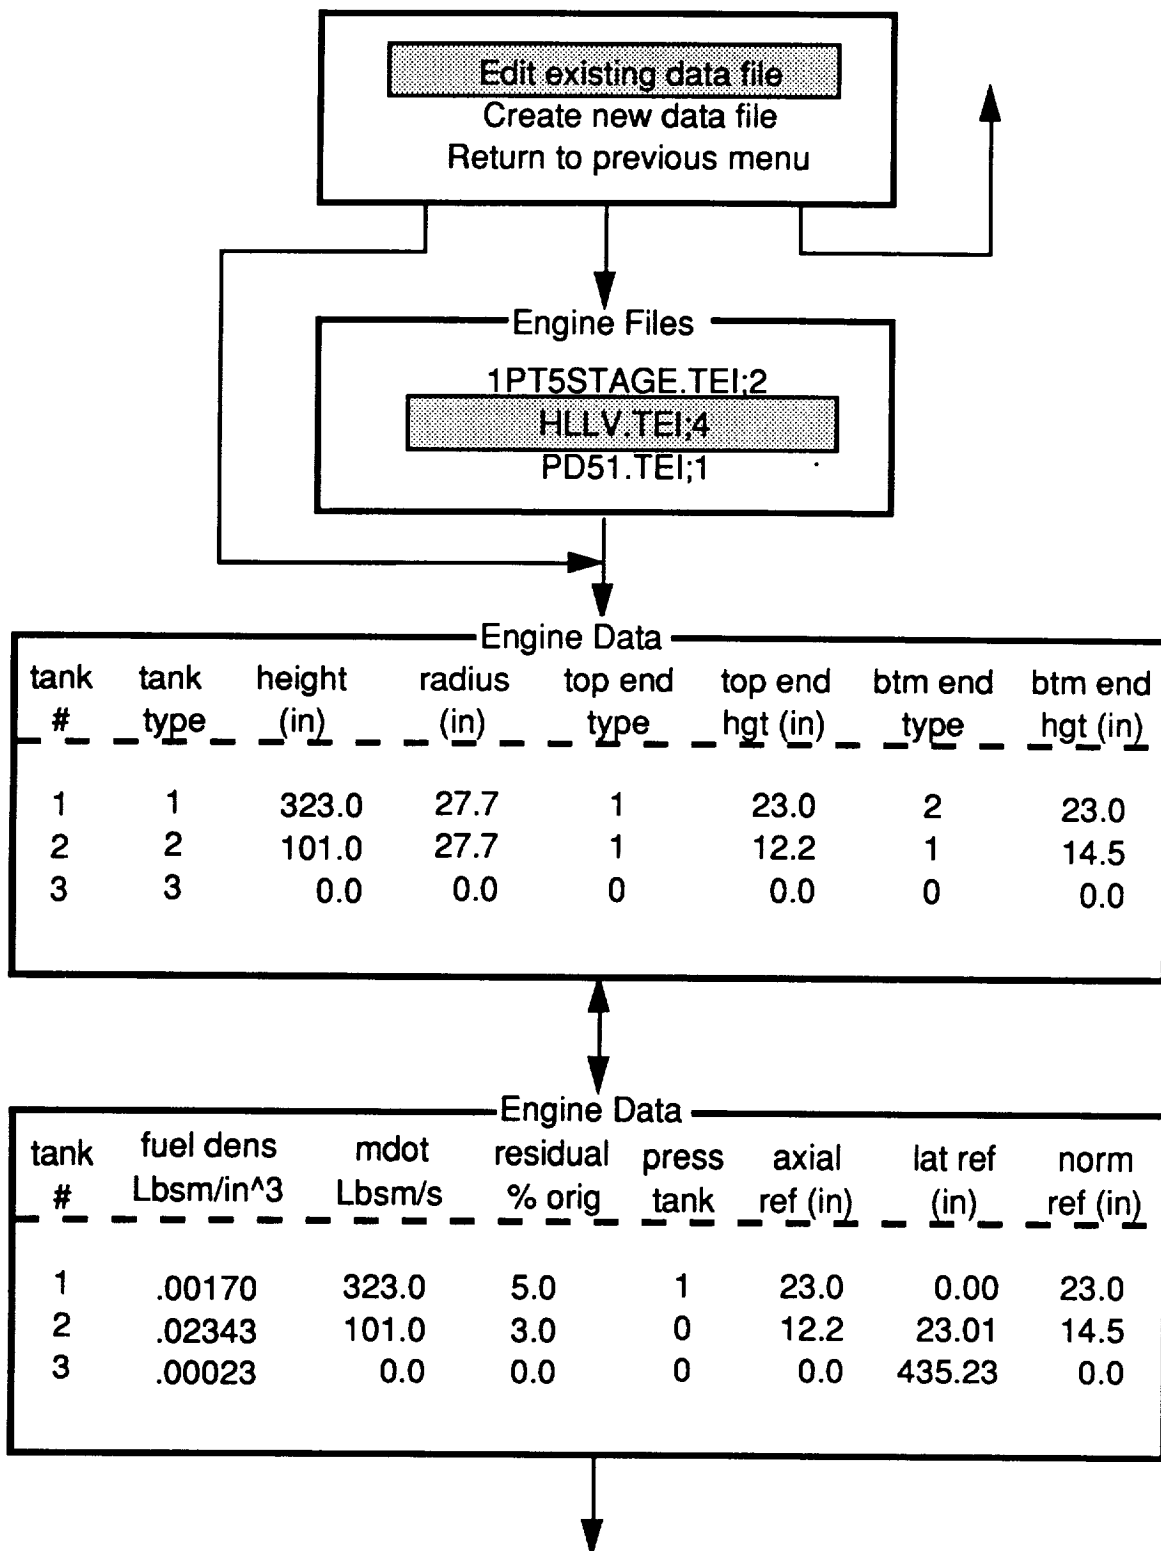 Edit existing data file
Create new data file
Return to previous menu
Engine Files
1PT5STAGE.TEI;2
HLLV.TEI;4
PD51.TEI;1
Engine Data
tank tank height radius top end top end btm end btm end
# type (in) (in) type hgt (in) type hgt (in)
1 1 323.0 27.7 1 23.0 2 23.0
2 2 101.0 27.7 1 12.2 1 14.5
3 3 0.0 0.0 0 0.0 0 0.0
Engine Data
tank fuel dens mdot residual press axial lat ref norm
# Lbsm/in^3 Lbsm/s % orig tank ref (in) (in) ref (in)
1 .00170 323.0 5.0 1 23.0 0.00 23.0
2 .02343 101.0 3.0 0 12.2 23.01 14.5
3 .00023 0.0 0.0 0 0.0 435.23 0.0